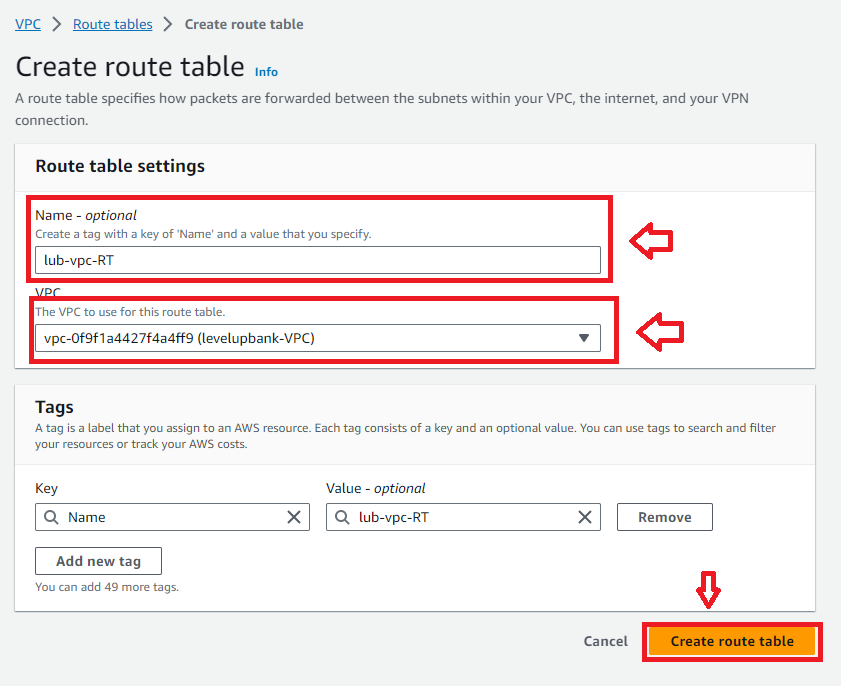 VPC > Route tables > Create route table
Create route table Info
A route table specifies how packets are forwarded between the subnets within your VPC, the internet, and your VPN
connection.
Route table settings
Name - optional
Create a tag with a key of 'Name' and a value that you specify.
lub-vpc-RT
VPC
The VPC to use for this route table.
vpc-0f9f1a4427f4a4ff9 (levelupbank-VPC)
Tags
A tag is a label that you assign to an AWS resource. Each tag consists of a key and an optional value. You can use tags to search and filter
your resources or track your AWS costs.
Key Value - optional
Name lub-vpc-RT Remove
Add new tag
You can add 49 more tags.
Cancel Create route table